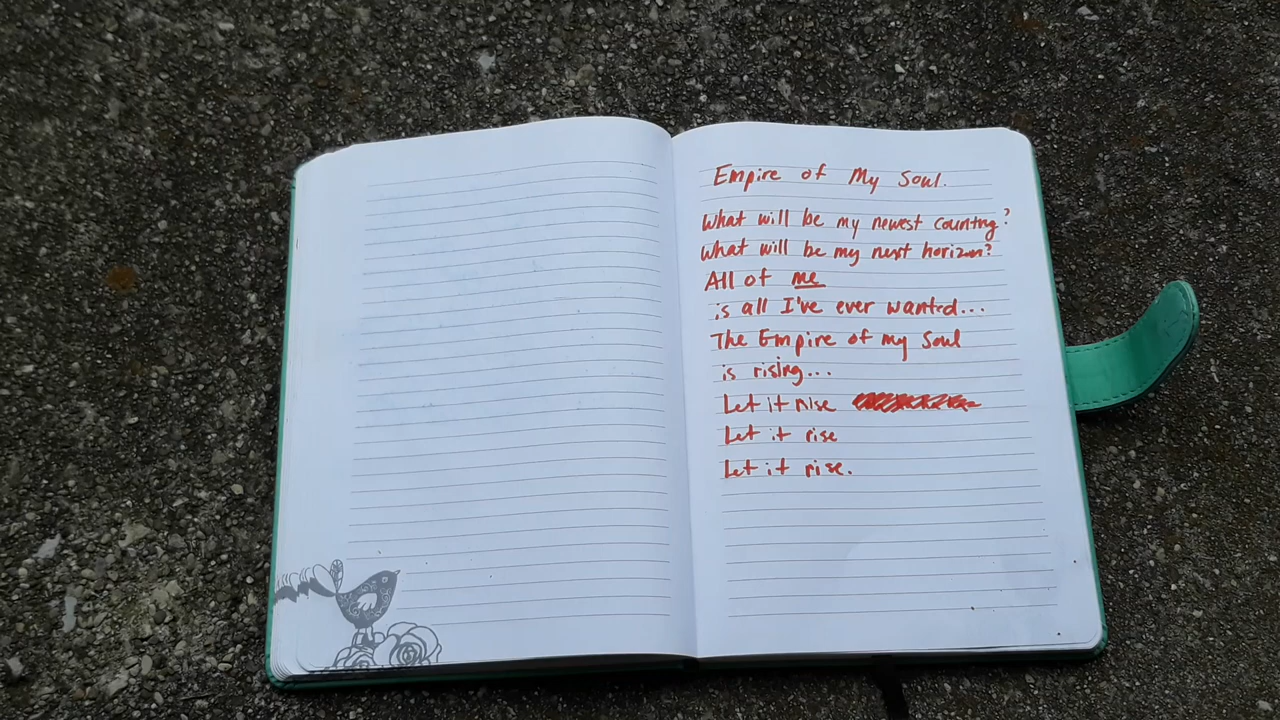 Empire of My Soul.
What will be my newest country?
What will be my next horizon?
All of me
is all I've ever wanted...
The Empire of my Soul
is rising...
Let it rise
Let it rise
Let it rise.